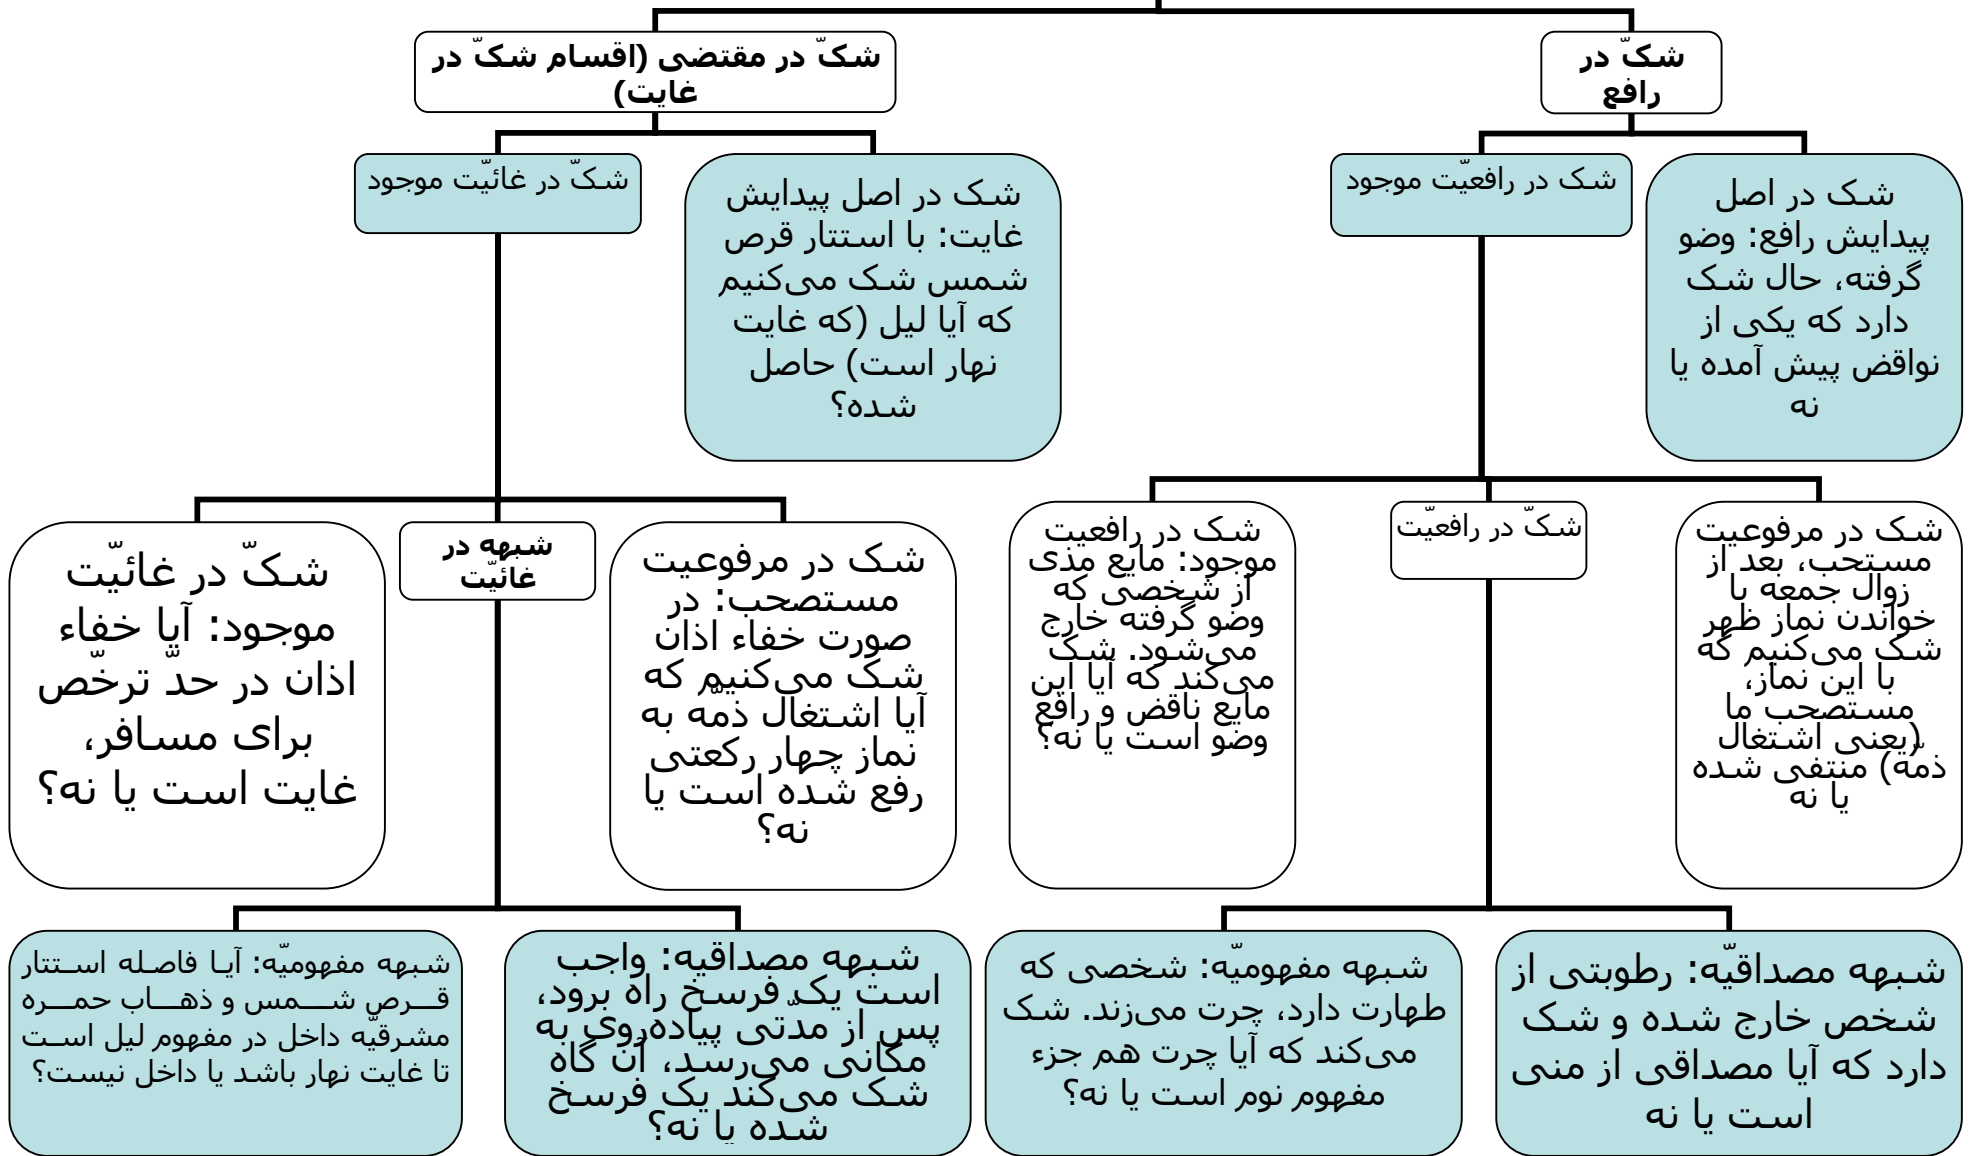 شکّ در
رافع
شکّ در مقتضی (اقسام شکّ در
غایت)
شک در اصل
پیدایش رافع: وضو
گرفته، حال شک
دارد که یکی از
نواقض پیش آمده یا
نه
شک در رافعیّت موجود
شک در اصل پیدایش
غایت: با استتار قرص
شمس شک می‌کنیم
که آیا لیل (که غایت
نهار است) حاصل
شده؟
شکّ در غائیّت موجود
شک در مرفوعیت
مستحب، بعد از
زوال جمعه با
خواندن نماز ظهر
شک می‌کنیم که
با این نماز،
مستصحب ما
(یعنی اشتغال
ذمّه) منتفی شده
یا نه
شکّ در رافعیّت
شک در رافعیت
موجود: مایع مذی
از شخصی که
وضو گرفته خارج
می‌شود. شک
می‌کند که آیا این
مایع ناقض و رافع
وضو است یا نه؟
شک در مرفوعیت
مستصحب: در
صورت خفاء اذان
شک می‌کنیم که
آیا اشتغال ذمّه به
نماز چهار رکعتی
رفع شده است یا
نه؟
شبهه در
غائیّت
شکّ در غائیّت
موجود: آیا خفاء
اذان در حدّ ترخّص
برای مسافر،
غایت است یا نه؟
شبهه مصداقیّه: رطوبتی از
شخص خارج شده و شک
دارد که آیا مصداقی از منی
است یا نه
شبهه مفهومیّه: شخصی که
طهارت دارد، چرت می‌زند. شک
می‌کند که آیا چرت هم جزء
مفهوم نوم است یا نه؟
شبهه مصداقیه: واجب
است یک فرسخ راه برود،
پس از مدّتی پیاده‌روی به
مکانی می‌رسد، آن گاه
شک می‌کند یک فرسخ
شده یا نه؟
شبهه مفهومیّه: آیا فاصله استتار
قرص شمس و ذهاب حمره
مشرقیّه داخل در مفهوم لیل است
تا غایت نهار باشد یا داخل نیست؟